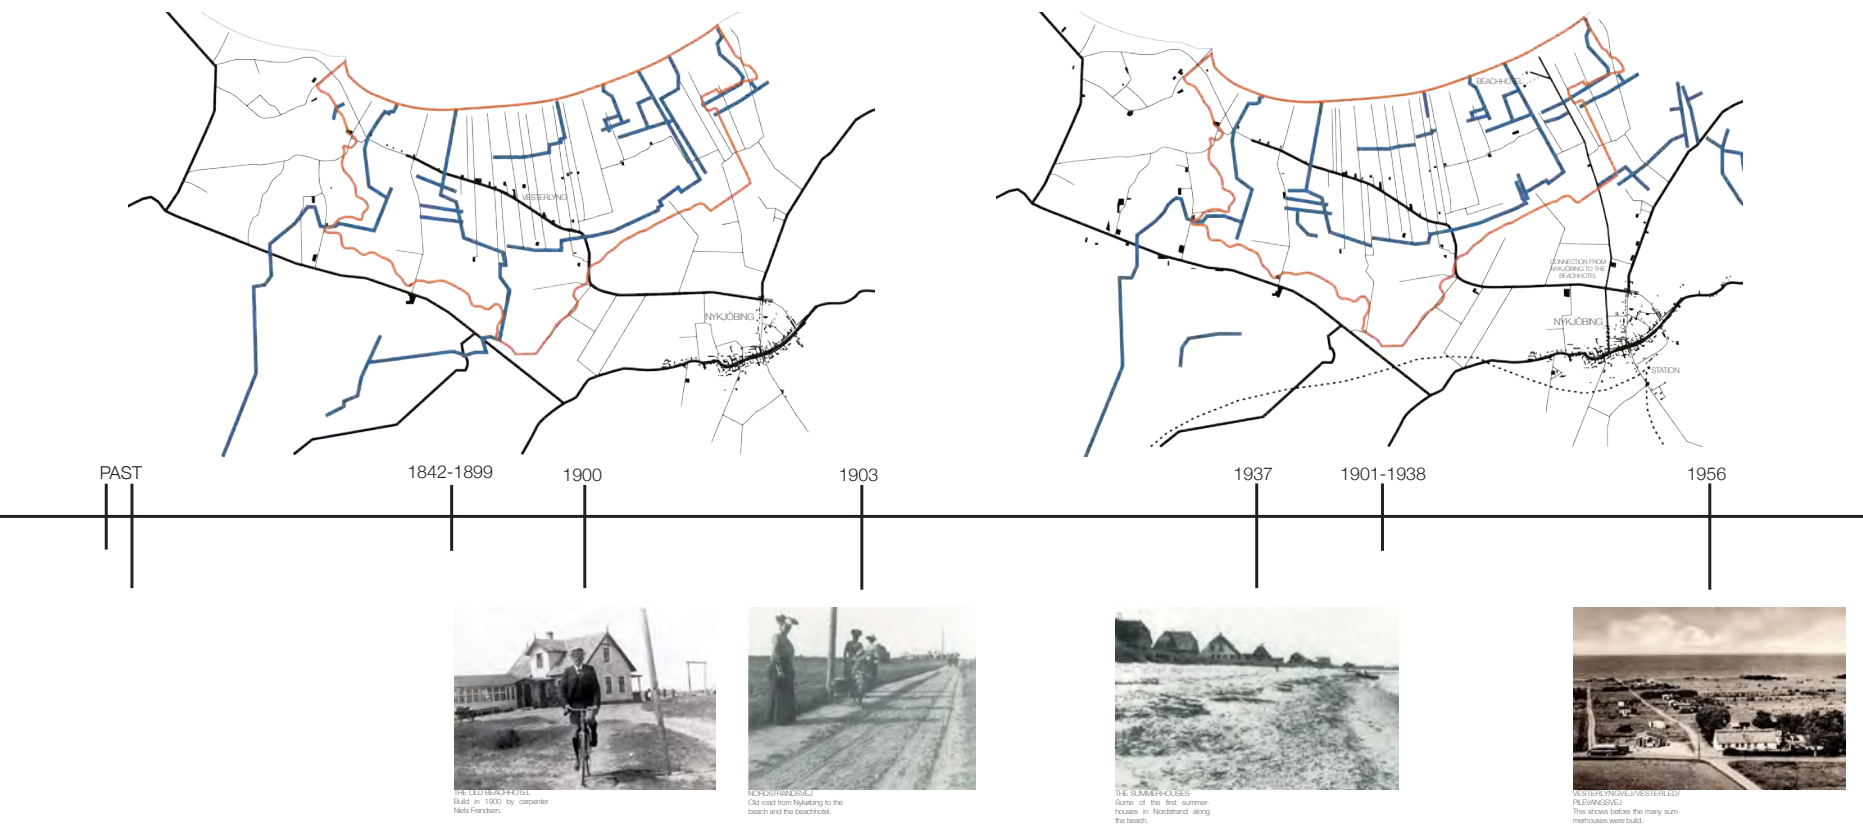 VESTERLYNG
NYKJÖBING
BEACHHOTEL
CONNECTION FROM
NYKJÖBING TO THE
BEACHHOTEL
NYKJÖBING
STATION
PAST
1842-1899
1900
1903
1937
1901-1938
1956
THE OLD BEACHHOTEL
Build in 1900 by carpenter
Niels Frandsen.
NORDSTRANDSVEJ
Old road from Nykøbing to the
beach and the beachhotel.
THE SUMMERHOUSES
Some of the first summer-
houses in Nordstrand along
the beach.
VESTERLYNGVEJ/VESTERLED/
PILEVANGSVEJ
This shows before the many sum-
merhouses were build.